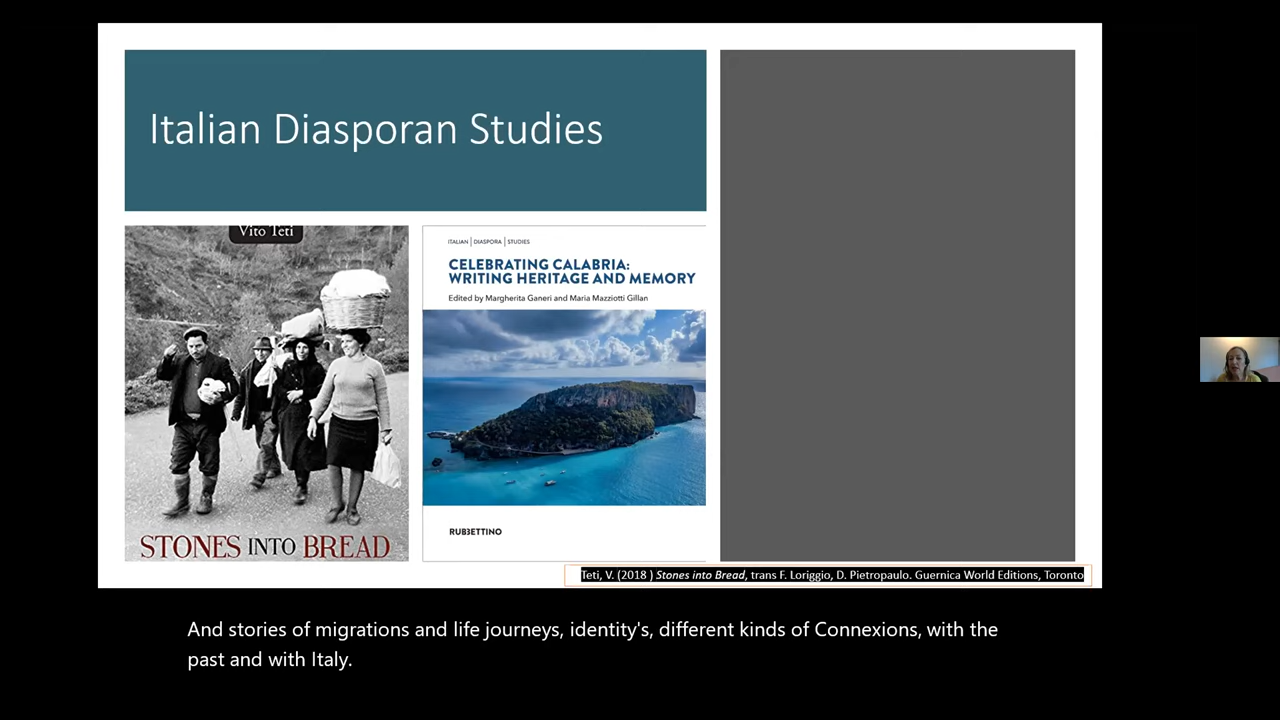 Italian Diasporan Studies
Vito Teti
STONES INTO BREAD
ITALIAN | DIASPORA | STUDIES
CELEBRATING CALABRIA:
WRITING HERITAGE AND MEMORY
Edited by Margherita Ganeri and Maria Mazziotti Gillan
RUBBETTINO
Teti, V. (2018 ) Stones into Bread, trans F. Loriggio, D. Pietropaulo. Guernica World Editions, Toronto
And stories of migrations and life journeys, identity's, different kinds of Connexions, with the
past and with Italy.